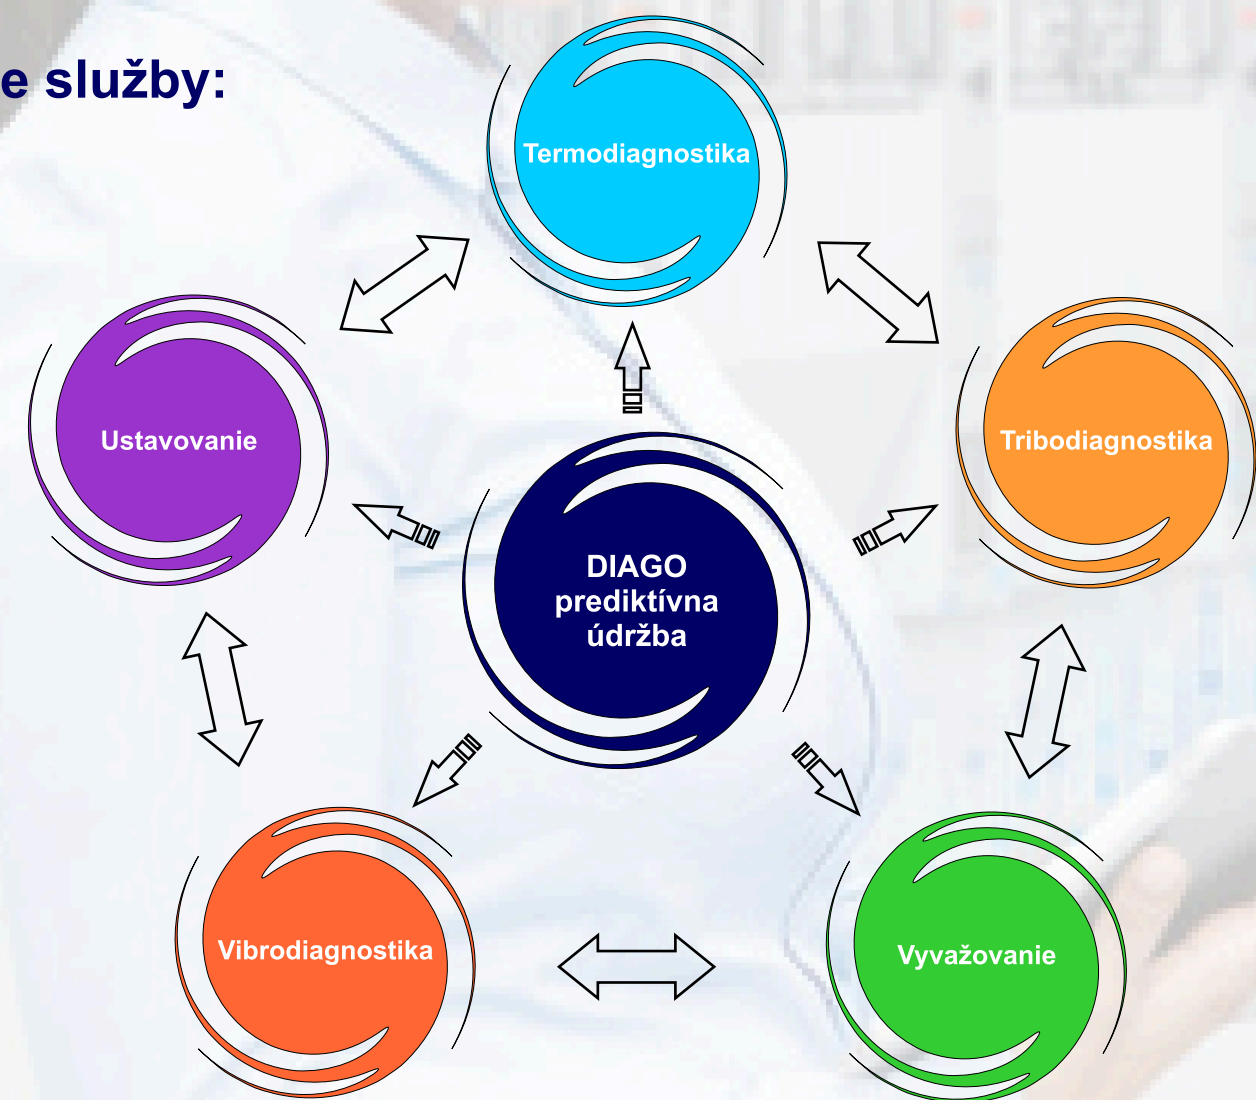 e služby:
Termodiagnostika
Ustavovanie
Tribodiagnostika
DIAGO
prediktívna
údržba
Vibrodiagnostika
Vyvažovanie